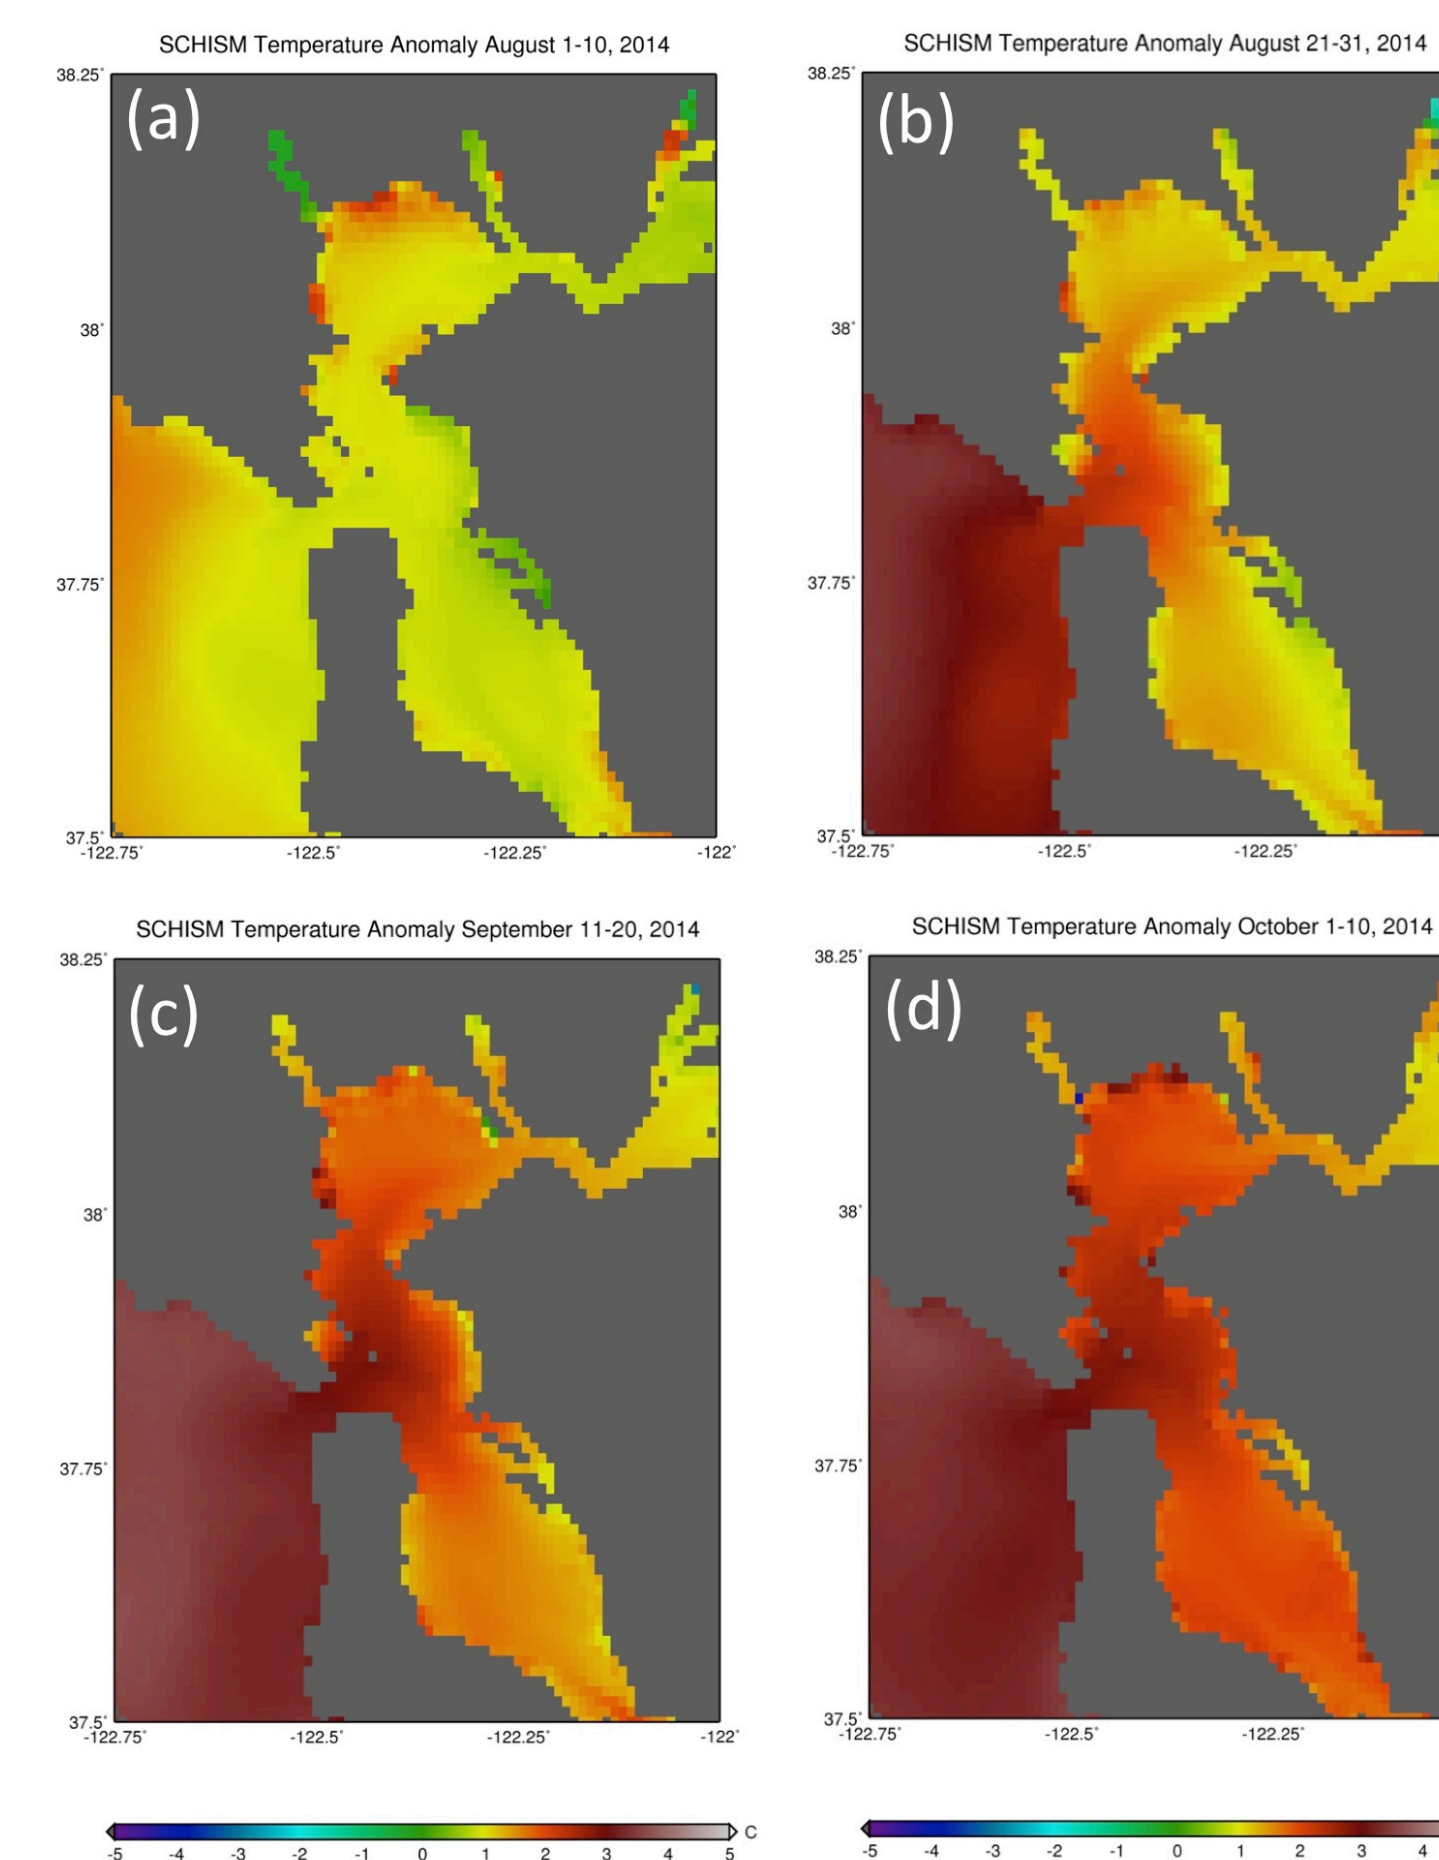 SCHISM Temperature Anomaly August 1-10, 2014
38.25°
(a)
38°
37.75°
37.5°
-122.75° -122.5° -122.25° -122°
SCHISM Temperature Anomaly August 21-31, 2014
38.25°
(b)
38°
37.75°
37.5°
-122.75° -122.5° -122.25°
SCHISM Temperature Anomaly September 11-20, 2014
38.25°
(c)
38°
37.75°
37.5°
-122.75° -122.5° -122.25° -122°
SCHISM Temperature Anomaly October 1-10, 2014
38.25°
(d)
38°
37.75°
37.5°
-122.75° -122.5° -122.25°
C
-5 -4 -3 -2 -1 0 1 2 3 4 5
-5 -4 -3 -2 -1 0 1 2 3 4